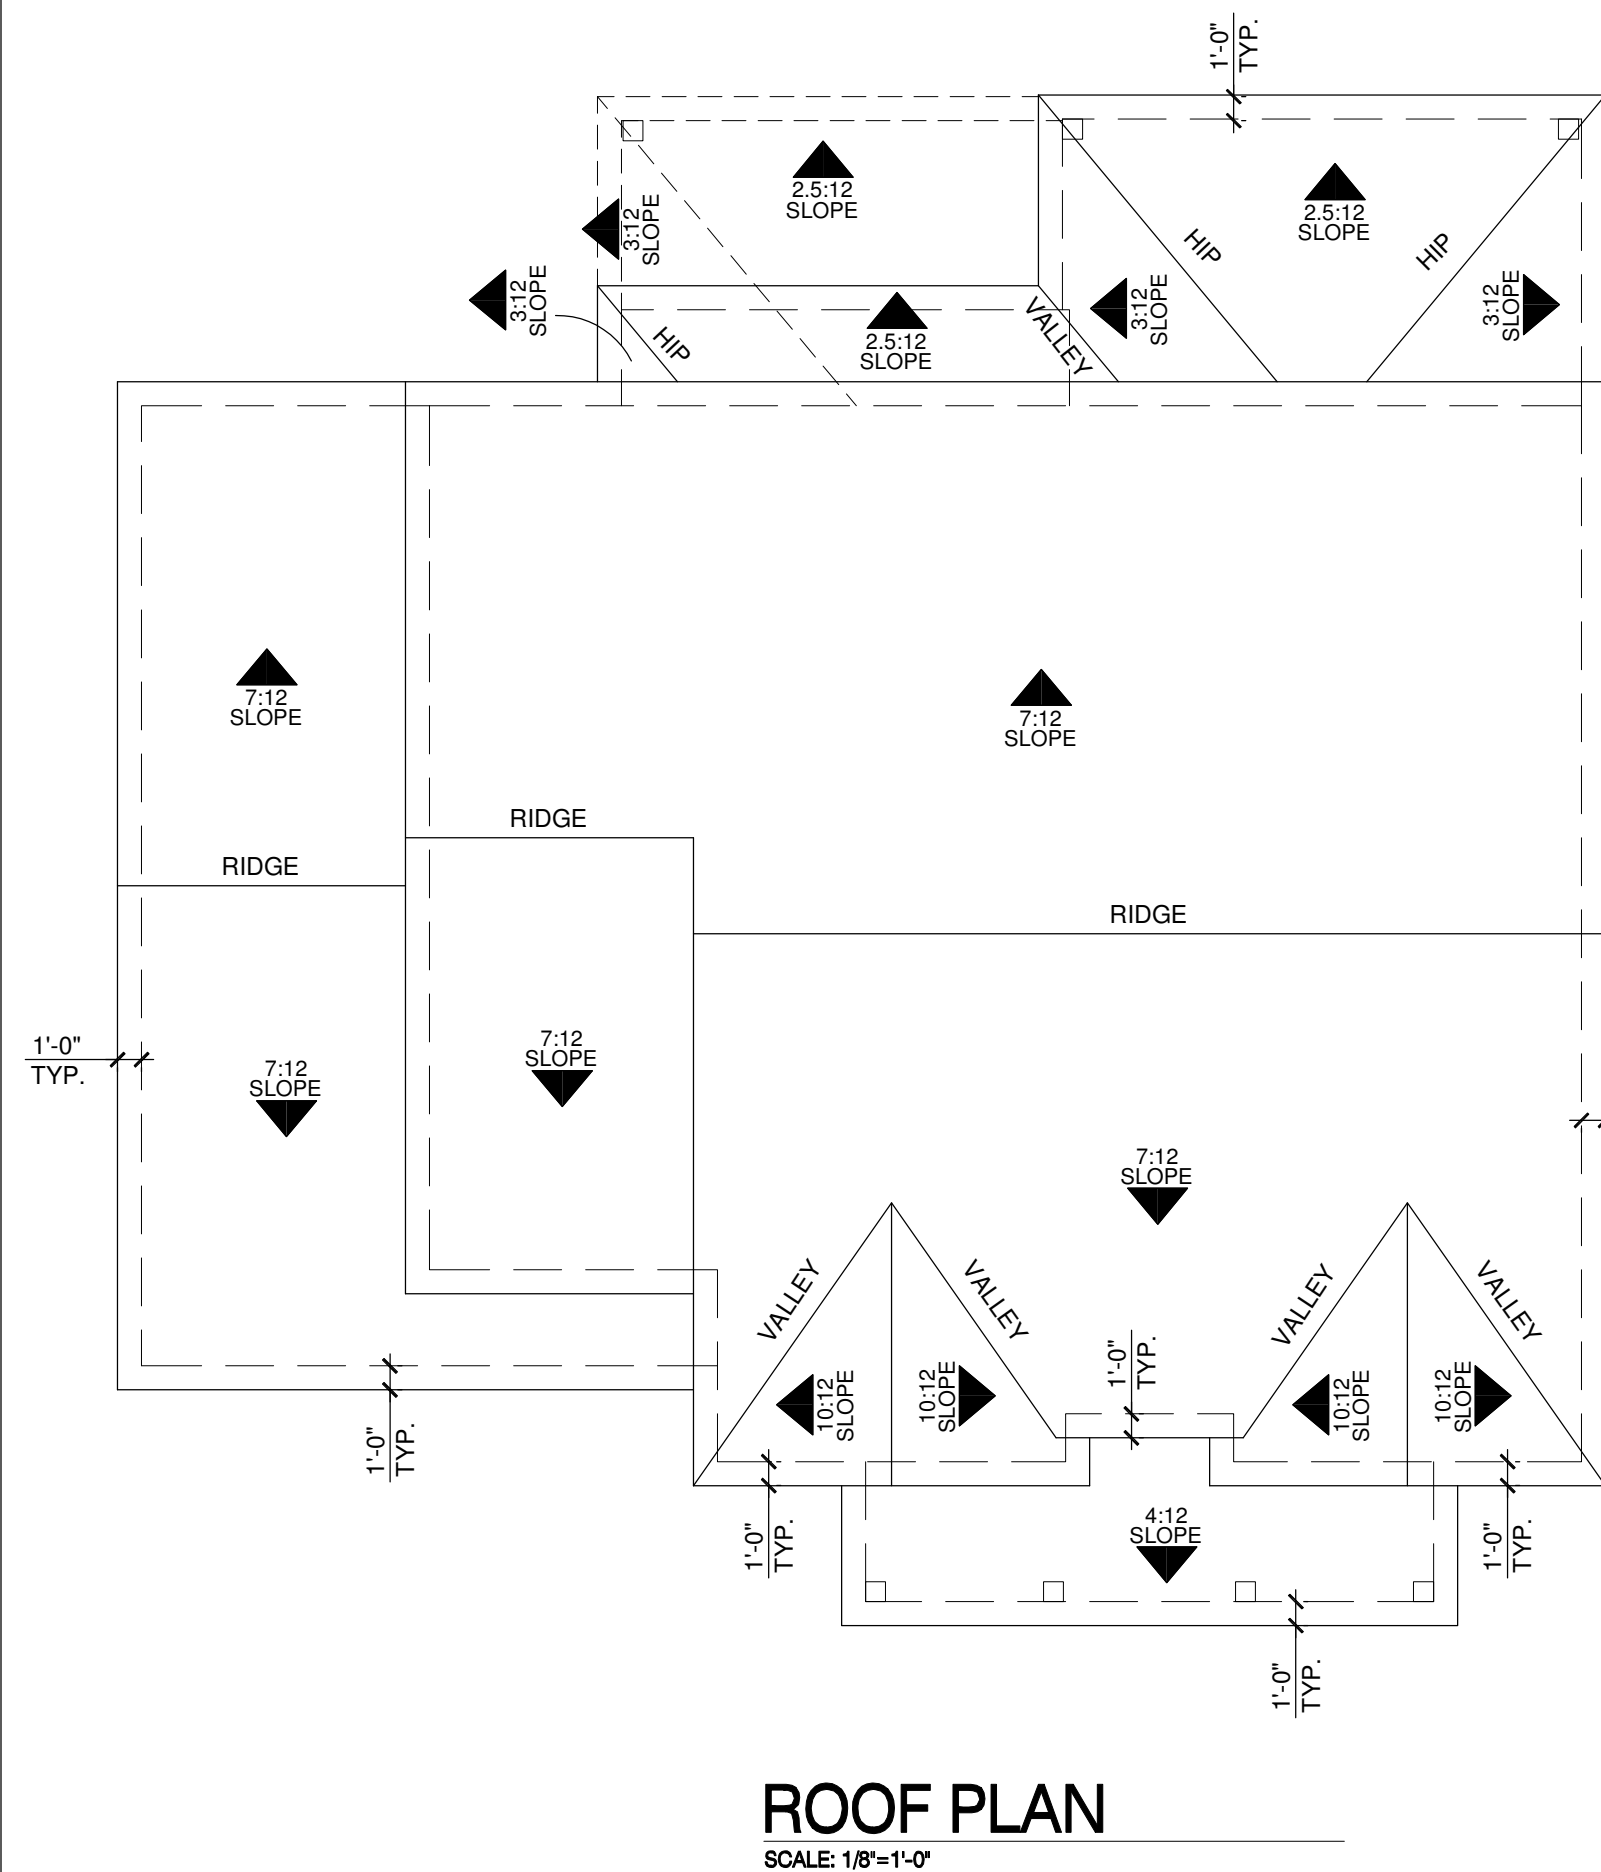 1'-0"
TYP.
2.5:12
SLOPE
2.5:12
SLOPE
3:12
SLOPE
3:12
SLOPE
HIP
HIP
3:12
SLOPE
3:12
SLOPE
HIP
2.5:12
SLOPE
VALLEY
7:12
SLOPE
7:12
SLOPE
RIDGE
RIDGE
RIDGE
1'-0"
TYP.
7:12
SLOPE
7:12
SLOPE
7:12
SLOPE
VALLEY
VALLEY
VALLEY
VALLEY
1'-0"
TYP.
10:12
SLOPE
10:12
SLOPE
10:12
SLOPE
10:12
SLOPE
1'-0"
TYP.
1'-0"
TYP.
4:12
SLOPE
1'-0"
TYP.
1'-0"
TYP.
ROOF PLAN
SCALE: 1/8"=1'-0"